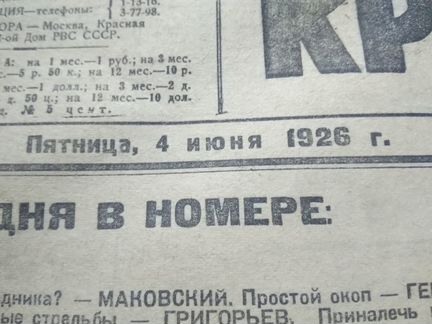 ЦИЯ—телефоны: 1-13-16.
3-77-98.
ОРА — Москва, Красная
Дом РВС СССР.
А: на 1 мес.—1 руб.; на 3 мес.
—5 р. 50 к.; на 12 мес.—10 р.
мес.—1 долл.; на 3 мес.—2 д.
д. 50 ц.; на 12 мес.—10 дол.
д. № 5 цент.
КР
Пятница, 4 июня 1926 г.
ДНЯ В НОМЕРЕ:
дника? — МАКОВСКИЙ. Простой окоп — ГЕ
ые стрельбы — ГРИГОРЬЕВ. Приналечь